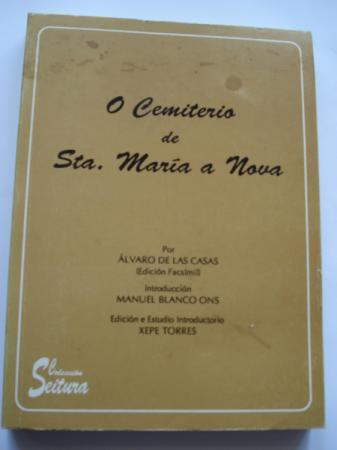 O Cemiterio
de
Sta. María a Nova
Por
ÁLVARO DE LAS CASAS
(Edición Facsímil)
Introducción
MANUEL BLANCO ONS
Edición e Estudio Introductorio
XEPE TORRES
Colección
Seitura